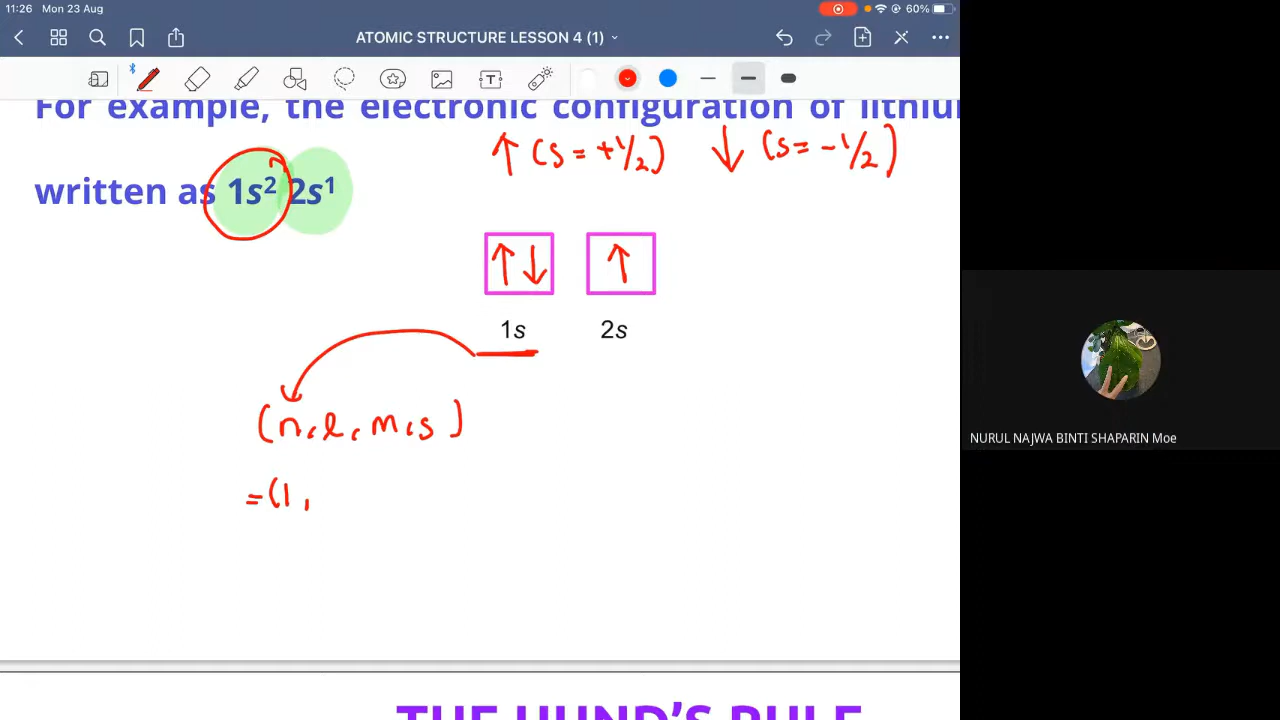 11:26 Mon 23 Aug 60%
ATOMIC STRUCTURE LESSON 4 (1)
For example, the electronic configuration of lithium
↑ (s = +1/2) ↓ (s = -1/2)
written as 1s² 2s¹
↑↓ ↑
1s 2s
(n, l, m, s)
= (1,
NURUL NAJWA BINTI SHAPARIN Moe
THE HUND'S RULE